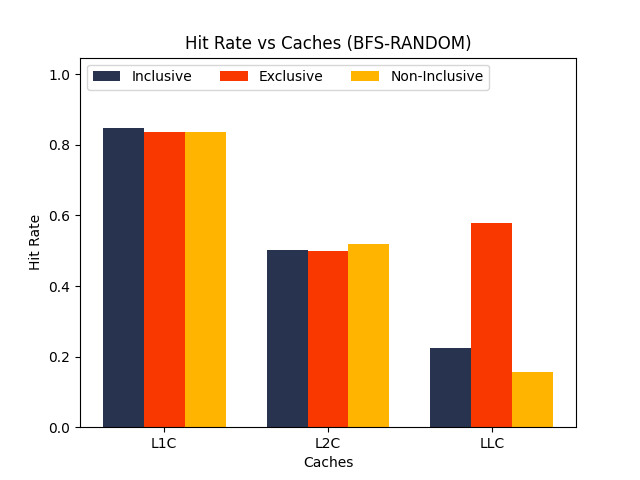 Hit Rate vs Caches (BFS-RANDOM)
Inclusive Exclusive Non-Inclusive
1.0
0.8
0.6
0.4
0.2
0.0
Hit Rate
L1C L2C LLC
Caches